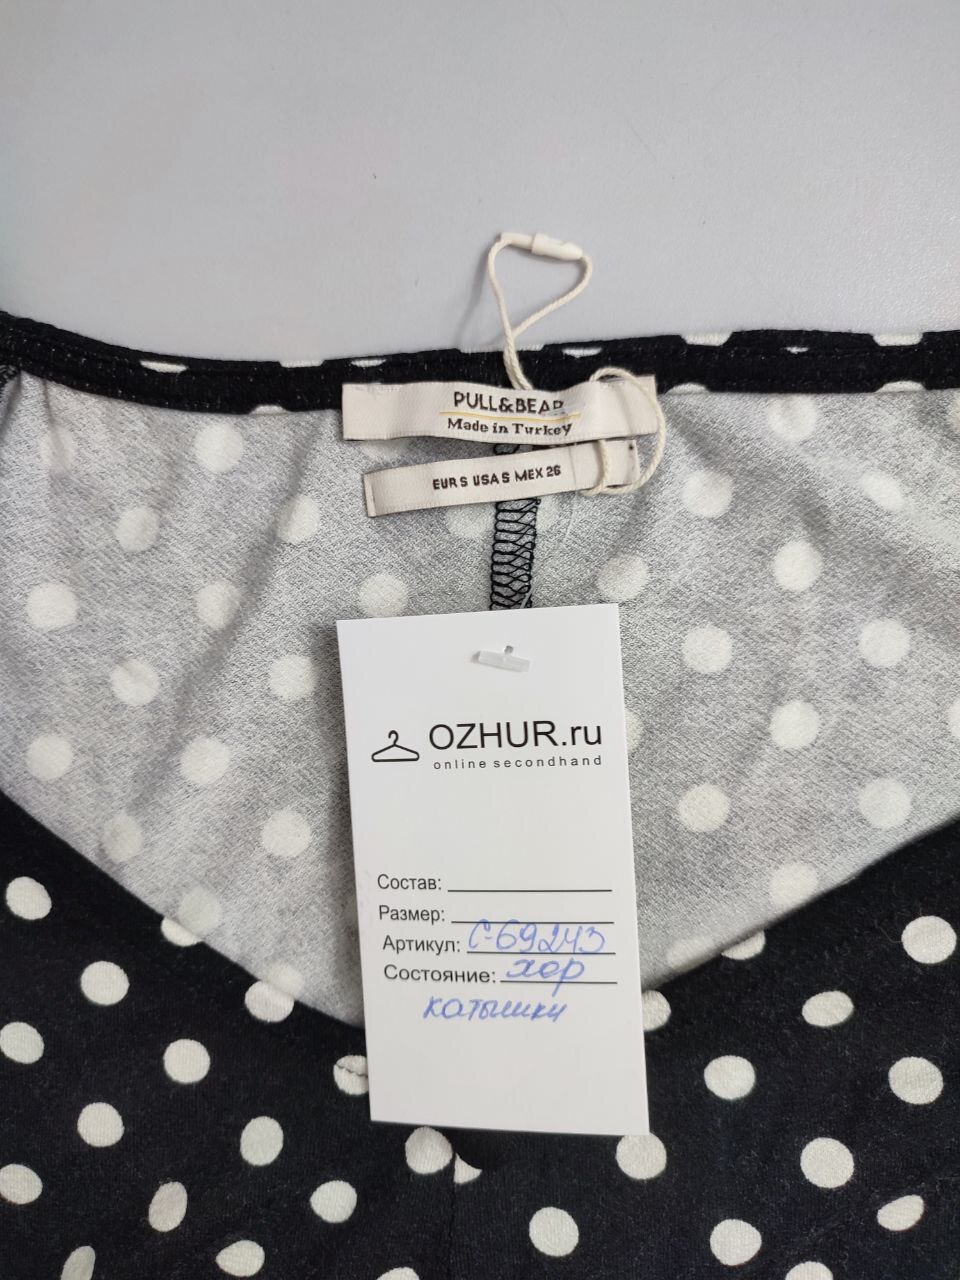 PULL&BEAR
Made in Turkey
EUR S USA S MEX 26
OZHUR.ru
online secondhand
Состав:
Размер:
Артикул: С-69243
Состояние: хор
катышки